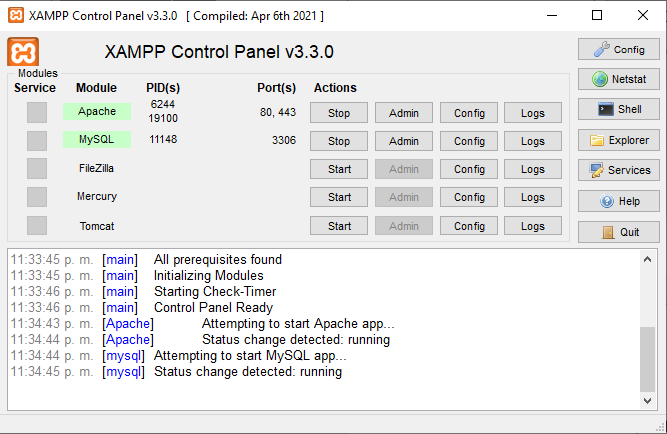 XAMPP Control Panel v3.3.0 [ Compiled: Apr 6th 2021 ]
XAMPP Control Panel v3.3.0
Config
Modules
Service Module PID(s) Port(s) Actions
Apache 6244 19100 80, 443 Stop Admin Config Logs
MySQL 11148 3306 Stop Admin Config Logs
FileZilla Start Admin Config Logs
Mercury Start Admin Config Logs
Tomcat Start Admin Config Logs
Netstat
Shell
Explorer
Services
Help
Quit
11:33:45 p. m. [main] All prerequisites found
11:33:45 p. m. [main] Initializing Modules
11:33:46 p. m. [main] Starting Check-Timer
11:33:46 p. m. [main] Control Panel Ready
11:34:43 p. m. [Apache] Attempting to start Apache app...
11:34:44 p. m. [Apache] Status change detected: running
11:34:44 p. m. [mysql] Attempting to start MySQL app...
11:34:45 p. m. [mysql] Status change detected: running